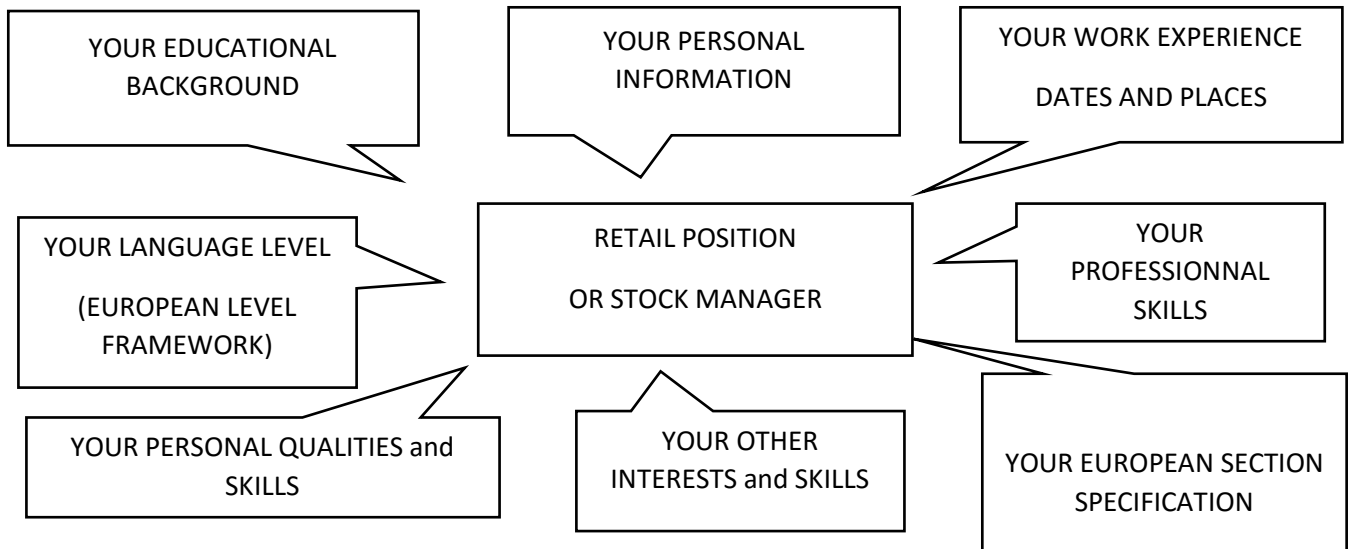 YOUR EDUCATIONAL
BACKGROUND
YOUR PERSONAL
INFORMATION
YOUR WORK EXPERIENCE
DATES AND PLACES
YOUR LANGUAGE LEVEL
(EUROPEAN LEVEL
FRAMEWORK)
RETAIL POSITION
OR STOCK MANAGER
YOUR
PROFESSIONNAL
SKILLS
YOUR PERSONAL QUALITIES and
SKILLS
YOUR OTHER
INTERESTS and SKILLS
YOUR EUROPEAN SECTION
SPECIFICATION